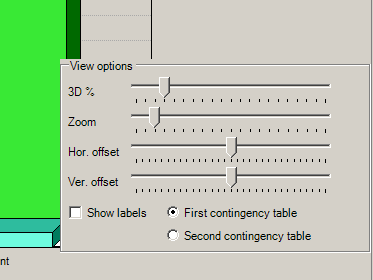 View options
3D %
Zoom
Hor. offset
Ver. offset
Show labels
First contingency table
Second contingency table
nt